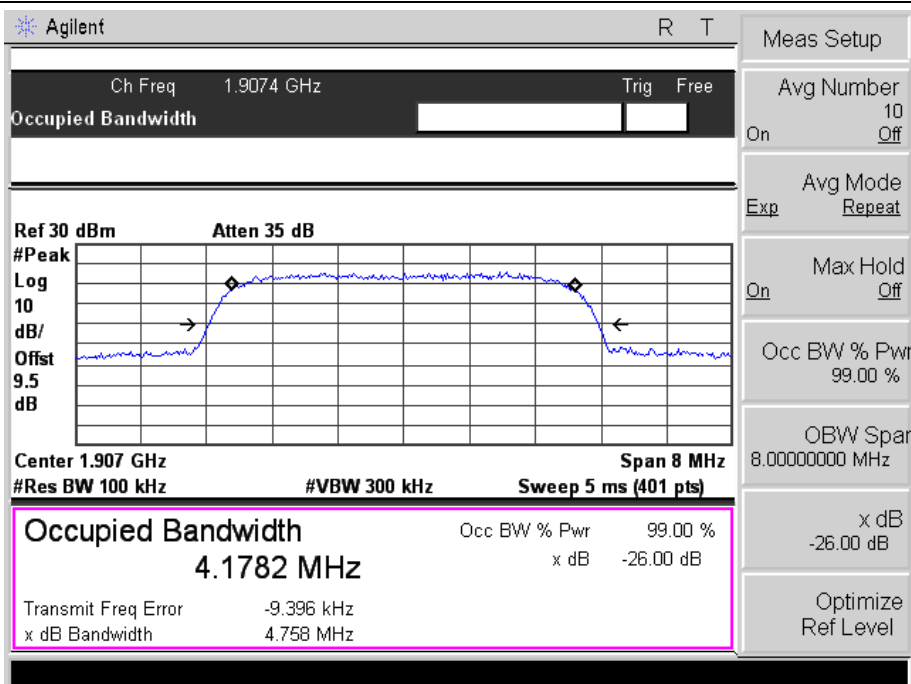 Agilent R T
Ch Freq 1.9074 GHz Trig Free
Occupied Bandwidth
Ref 30 dBm Atten 35 dB
#Peak
Log
10
dB/
Offst
9.5
dB
Center 1.907 GHz Span 8 MHz
#Res BW 100 kHz #VBW 300 kHz Sweep 5 ms (401 pts)
Occupied Bandwidth
4.1782 MHz
Occ BW % Pwr 99.00 %
x dB -26.00 dB
Transmit Freq Error -9.396 kHz
x dB Bandwidth 4.758 MHz
Meas Setup
Avg Number
10
On Off
Avg Mode
Exp Repeat
Max Hold
On Off
Occ BW % Pwr
99.00 %
OBW Span
8.00000000 MHz
x dB
-26.00 dB
Optimize
Ref Level